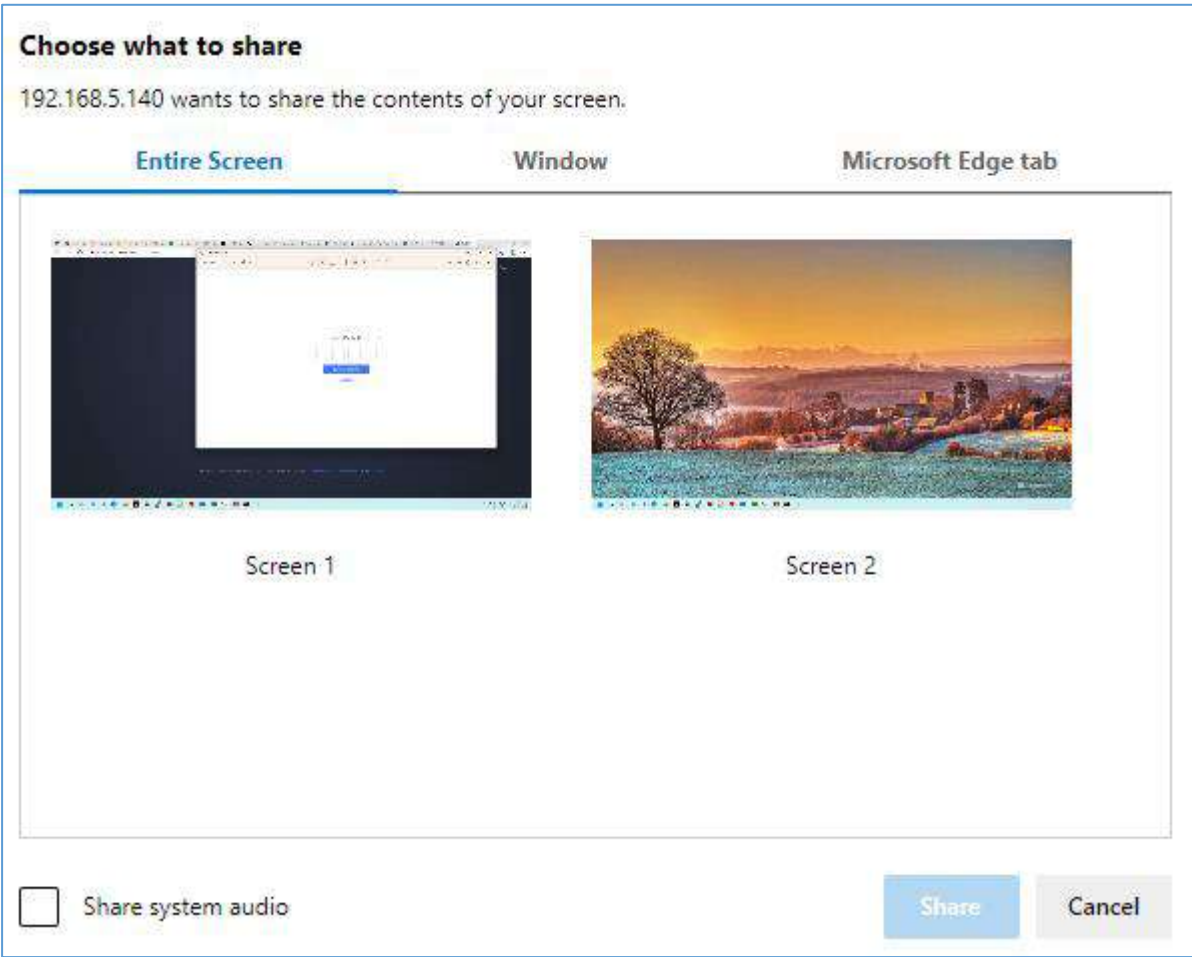 Choose what to share
192.168.5.140 wants to share the contents of your screen.
Entire Screen Window Microsoft Edge tab
Screen 1 Screen 2
Share system audio Share Cancel